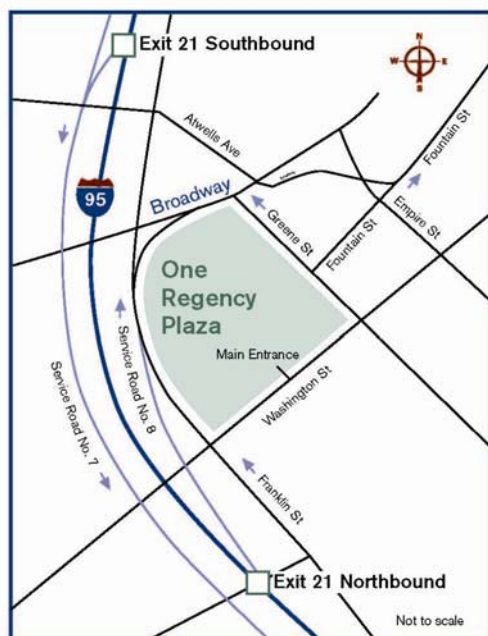 Exit 21 Southbound
N
W E
S
Atwells Ave
Fountain St
95
Broadway
Greene St
Empire St
Fountain St
One
Regency
Plaza
Main Entrance
Washington St
Service Road No. 8
Service Road No. 7
Franklin St
Exit 21 Northbound
Not to scale